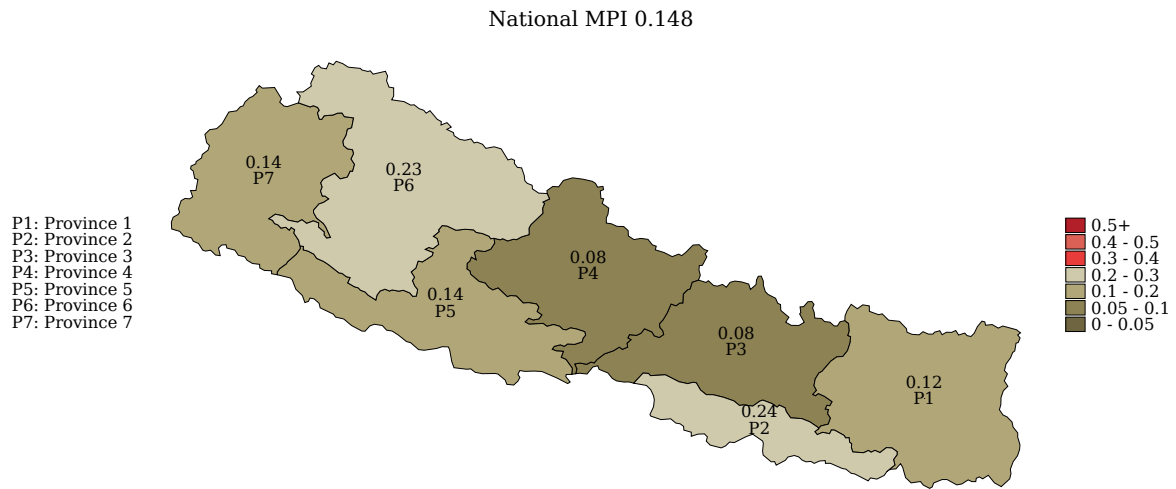 National MPI 0.148
0.14
P7
0.23
P6
P1: Province 1
P2: Province 2
P3: Province 3
P4: Province 4
P5: Province 5
P6: Province 6
P7: Province 7
0.08
P4
0.14
P5
0.08
P3
0.12
P1
0.24
P2
0.5+
0.4 - 0.5
0.3 - 0.4
0.2 - 0.3
0.1 - 0.2
0.05 - 0.1
0 - 0.05